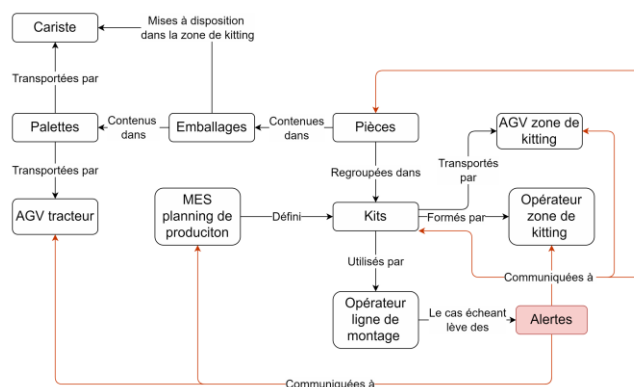 Cariste
Mises à disposition
dans la zone de kitting
Transportées par
Palettes
Contenus
dans
Emballages
Contenues
dans
Pièces
AGV zone de
kitting
Transportées par
Regroupées dans
Transportés
par
AGV tracteur
MES
planning de
produciton
Défini
Kits
Formés par
Opérateur
zone de
kitting
Utilisés par
Communiquées à
Opérateur
ligne de
montage
Le cas écheant
lève des
Alertes
Communiquées à